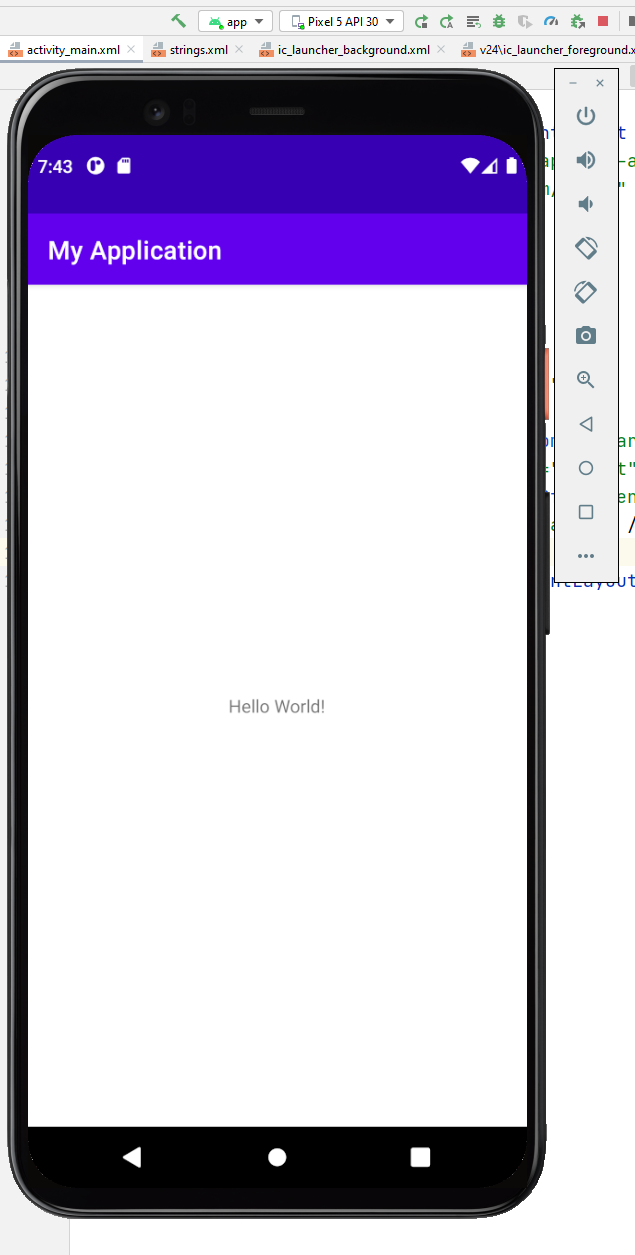 app
Pixel 5 API 30
activity_main.xml
strings.xml
ic_launcher_background.xml
v24\ic_launcher_foreground.x
7:43
My Application
Hello World!